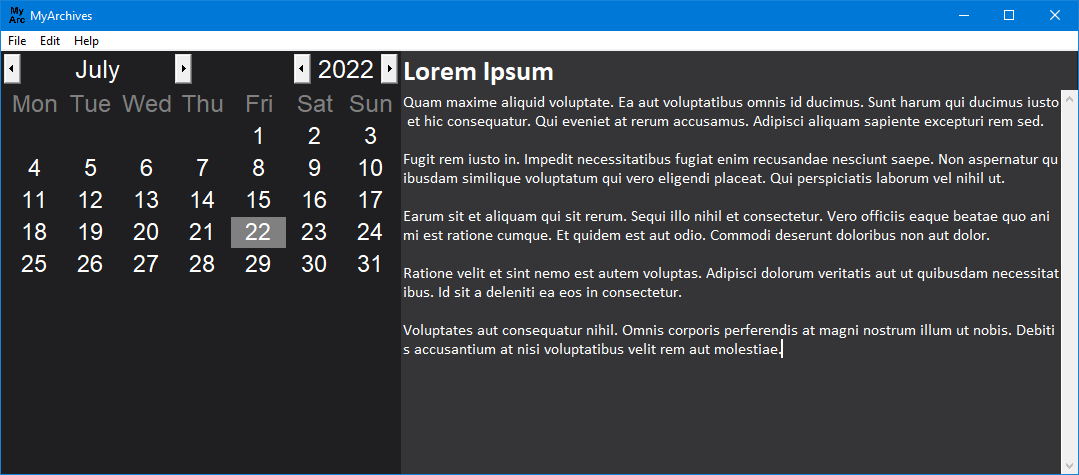 My
Arc
MyArchives
File Edit Help
July 2022
Mon Tue Wed Thu Fri Sat Sun
1 2 3
4 5 6 7 8 9 10
11 12 13 14 15 16 17
18 19 20 21 22 23 24
25 26 27 28 29 30 31
Lorem Ipsum
Quam maxime aliquid voluptate. Ea aut voluptatibus omnis id ducimus. Sunt harum qui ducimus iusto
et hic consequatur. Qui eveniet at rerum accusamus. Adipisci aliquam sapiente excepturi rem sed.
Fugit rem iusto in. Impedit necessitatibus fugiat enim recusandae nesciunt saepe. Non aspernatur qu
ibusdam similique voluptatum qui vero eligendi placeat. Qui perspiciatis laborum vel nihil ut.
Earum sit et aliquam qui sit rerum. Sequi illo nihil et consectetur. Vero officiis eaque beatae quo ani
mi est ratione cumque. Et quidem est aut odio. Commodi deserunt doloribus non aut dolor.
Ratione velit et sint nemo est autem voluptas. Adipisci dolorum veritatis aut ut quibusdam necessitat
ibus. Id sit a deleniti ea eos in consectetur.
Voluptates aut consequatur nihil. Omnis corporis perferendis at magni nostrum illum ut nobis. Debiti
s accusantium at nisi voluptatibus velit rem aut molestiae.